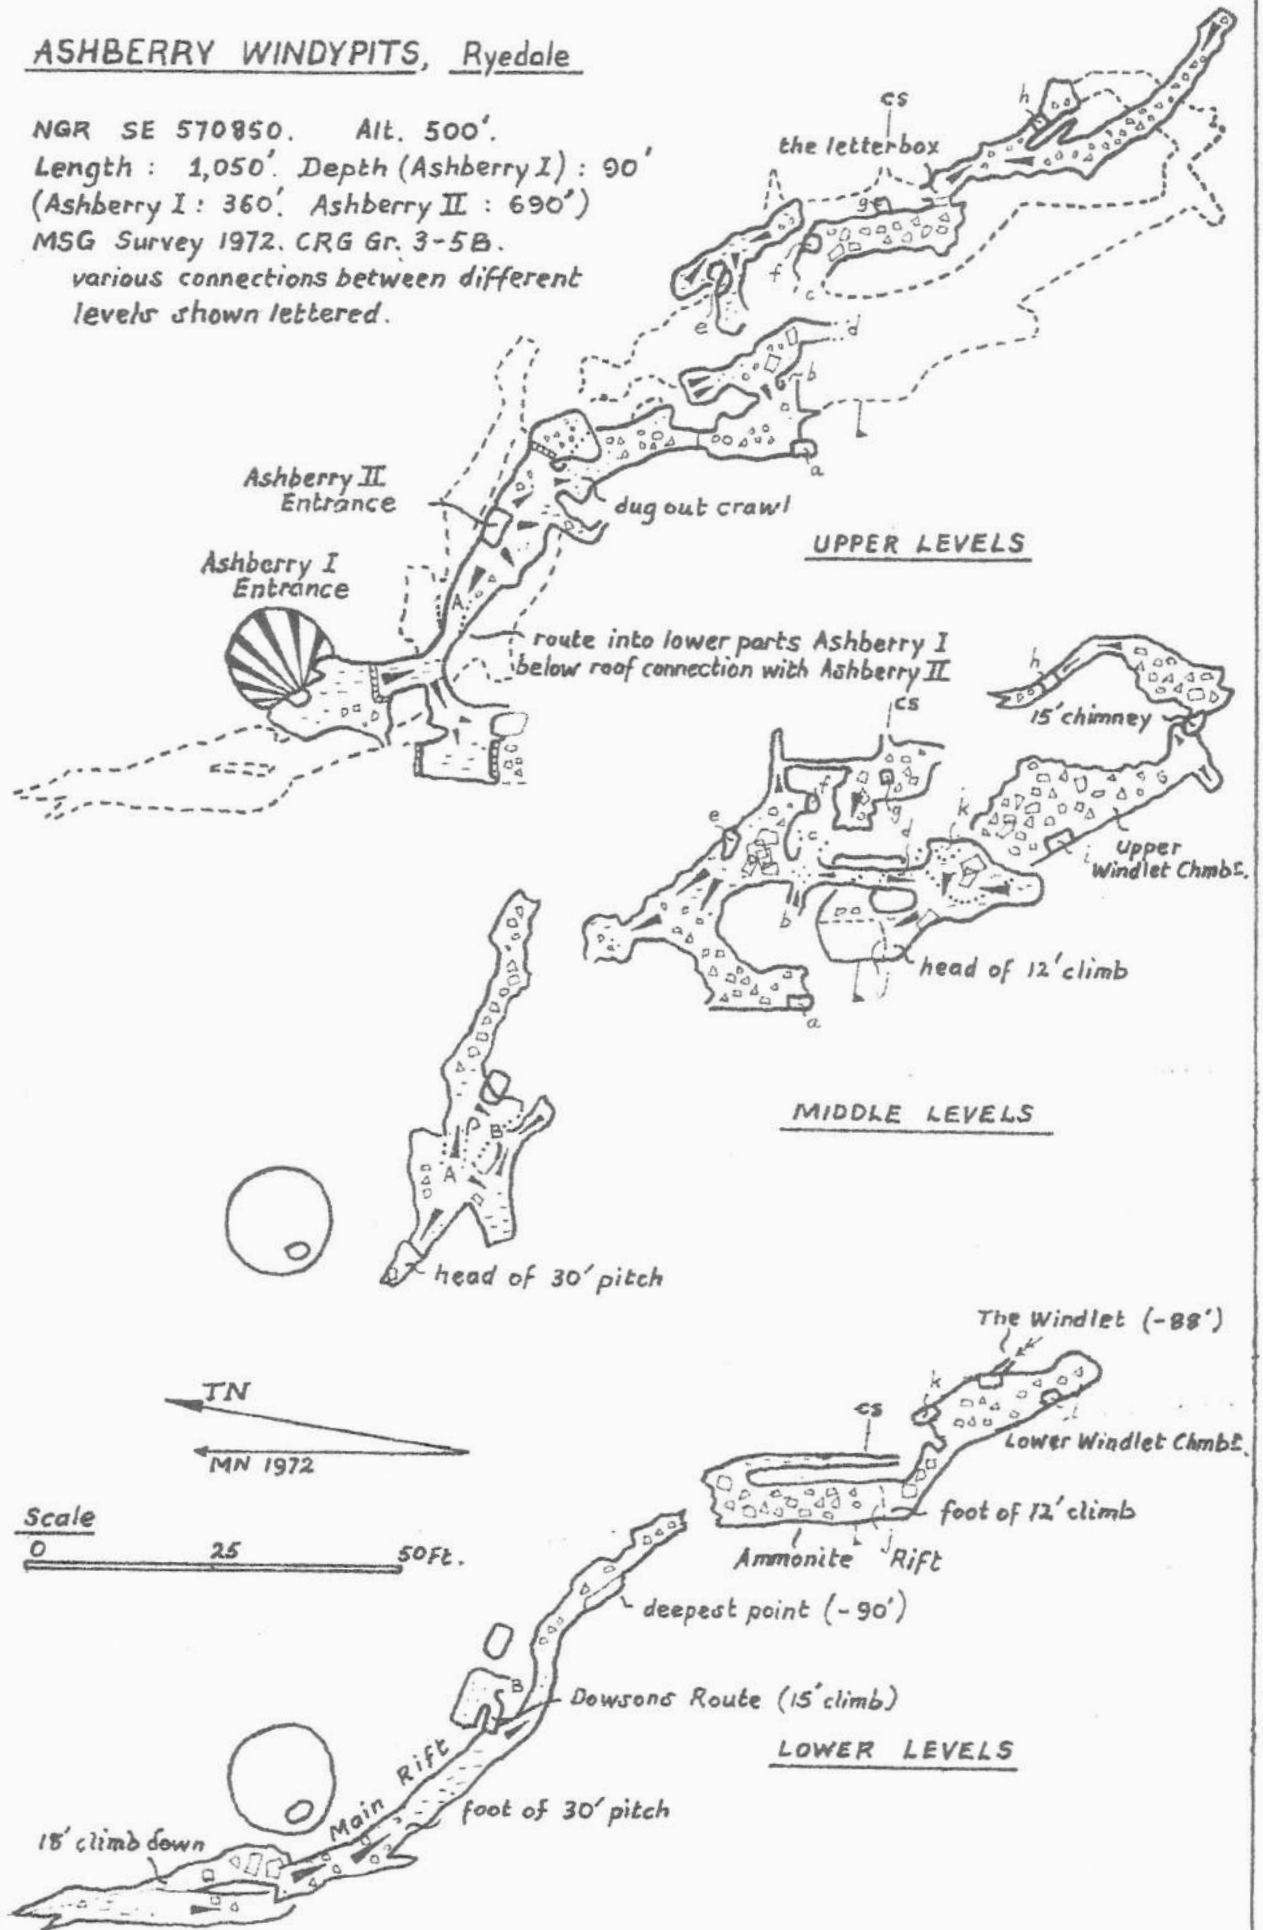 ASHBERRY WINDYPITS, Ryedale
NGR SE 570850. Alt. 500'.
Length : 1,050'. Depth (Ashberry I) : 90'
(Ashberry I : 360'. Ashberry II : 690')
MSG Survey 1972. CRG Gr. 3-5B.
various connections between different
levels shown lettered.
cs
h
the letterbox
g
f
c
e
d
b
a
Ashberry II
Entrance
dug out crawl
UPPER LEVELS
Ashberry I
Entrance
A
route into lower parts Ashberry I
below roof connection with Ashberry II
cs
h
15' chimney
e
f
g
c
d
k
i
Upper
Windlet Chmbr.
b
head of 12' climb
j
a
MIDDLE LEVELS
P
B
A
head of 30' pitch
The Windlet (-88')
TN
MN 1972
k
cs
i
Lower Windlet Chmbr.
Scale
0 25 50 Ft.
foot of 12' climb
j
Ammonite Rift
deepest point (-90')
B
Dowsons Route (15' climb)
LOWER LEVELS
Main Rift
foot of 30' pitch
18' climb down